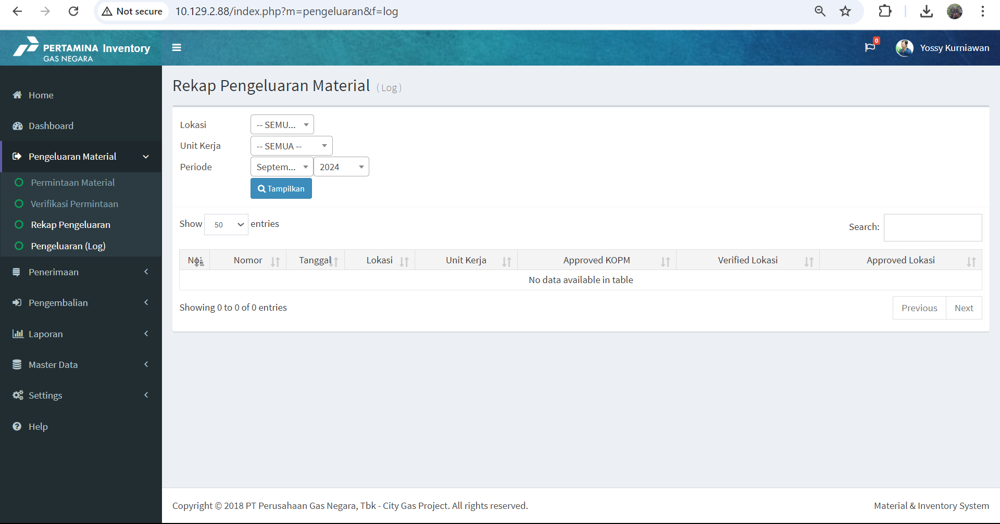 Not secure 10.129.2.88/index.php?m=pengeluaran&f=log
PERTAMINA Inventory
GAS NEGARA
0
Yossy Kurniawan
Home
Dashboard
Pengeluaran Material
Permintaan Material
Verifikasi Permintaan
Rekap Pengeluaran
Pengeluaran (Log)
Penerimaan
Pengembalian
Laporan
Master Data
Settings
Help
Rekap Pengeluaran Material (Log)
Lokasi -- SEMU...
Unit Kerja -- SEMUA --
Periode Septem... 2024
Tampilkan
Show 50 entries
Search:
No. Nomor Tanggal Lokasi Unit Kerja Approved KOPM Verified Lokasi Approved Lokasi
No data available in table
Showing 0 to 0 of 0 entries
Previous Next
Copyright © 2018 PT Perusahaan Gas Negara, Tbk - City Gas Project. All rights reserved.
Material & Inventory System